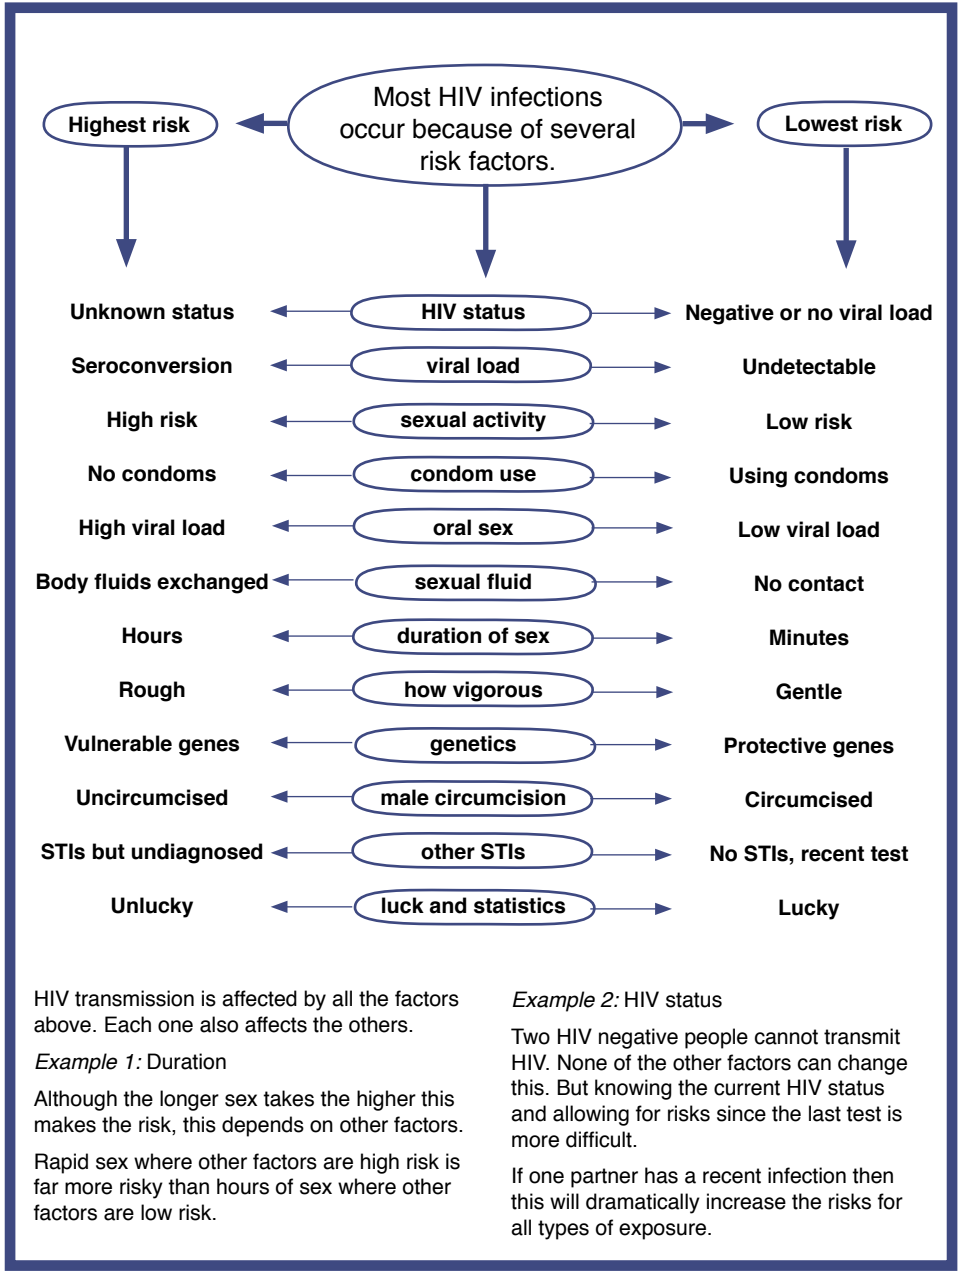 Most HIV infections
occur because of several
risk factors.
Highest risk
Lowest risk
Unknown status
HIV status
Negative or no viral load
Seroconversion
viral load
Undetectable
High risk
sexual activity
Low risk
No condoms
condom use
Using condoms
High viral load
oral sex
Low viral load
Body fluids exchanged
sexual fluid
No contact
Hours
duration of sex
Minutes
Rough
how vigorous
Gentle
Vulnerable genes
genetics
Protective genes
Uncircumcised
male circumcision
Circumcised
STIs but undiagnosed
other STIs
No STIs, recent test
Unlucky
luck and statistics
Lucky
HIV transmission is affected by all the factors
above. Each one also affects the others.
Example 1: Duration
Although the longer sex takes the higher this
makes the risk, this depends on other factors.
Rapid sex where other factors are high risk is
far more risky than hours of sex where other
factors are low risk.
Example 2: HIV status
Two HIV negative people cannot transmit
HIV. None of the other factors can change
this. But knowing the current HIV status
and allowing for risks since the last test is
more difficult.
If one partner has a recent infection then
this will dramatically increase the risks for
all types of exposure.